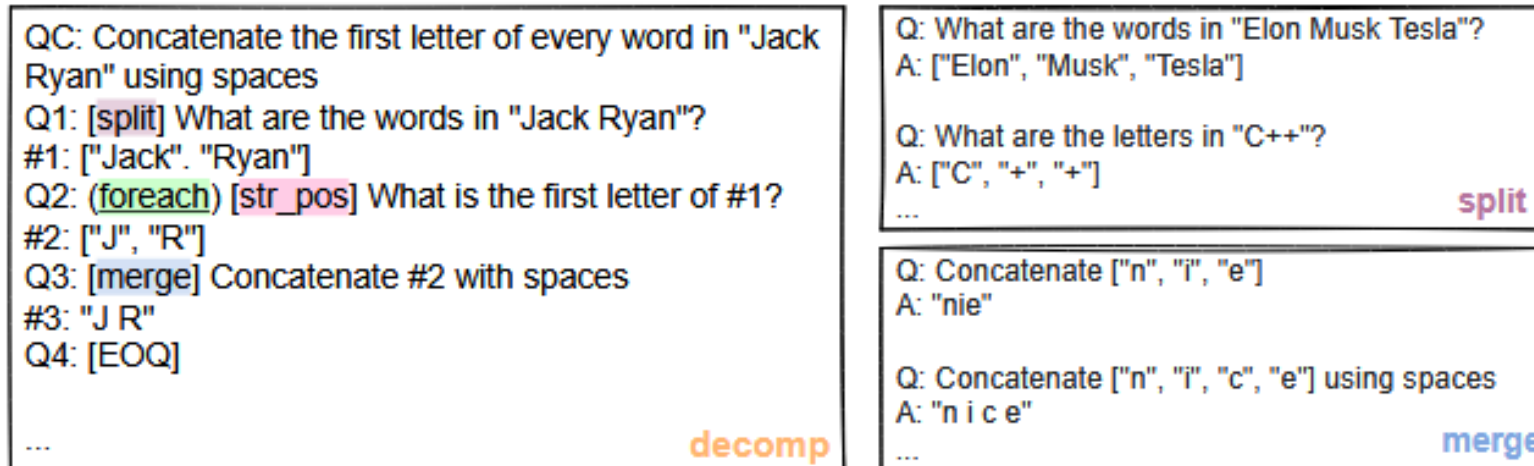 QC: Concatenate the first letter of every word in "Jack
Ryan" using spaces
Q1: [split] What are the words in "Jack Ryan"?
#1: ["Jack". "Ryan"]
Q2: (foreach) [str_pos] What is the first letter of #1?
#2: ["J", "R"]
Q3: [merge] Concatenate #2 with spaces
#3: "J R"
Q4: [EOQ]
...
decomp
Q: What are the words in "Elon Musk Tesla"?
A: ["Elon", "Musk", "Tesla"]
Q: What are the letters in "C++"?
A: ["C", "+", "+"]
...
split
Q: Concatenate ["n", "i", "e"]
A: "nie"
Q: Concatenate ["n", "i", "c", "e"] using spaces
A: "n i c e"
...
merge